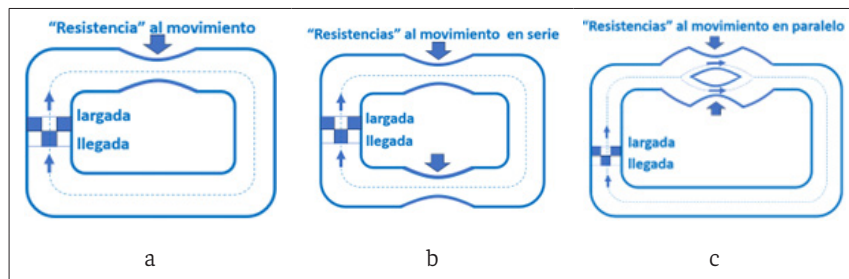 “Resistencia” al movimiento
largada
llegada
a
“Resistencias” al movimiento en serie
largada
llegada
b
“Resistencias” al movimiento en paralelo
largada
llegada
c